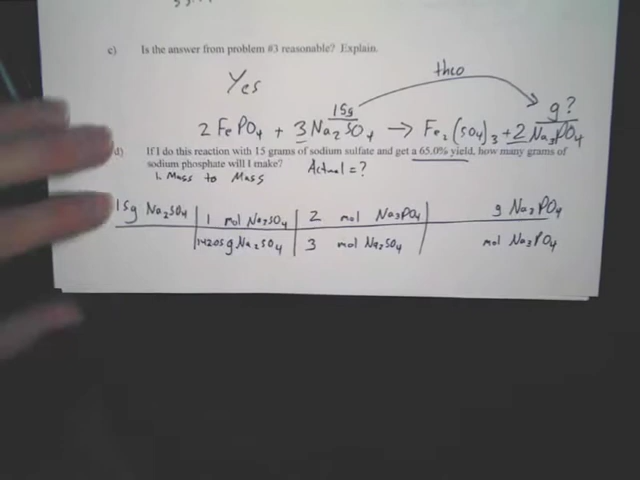 c) Is the answer from problem #3 reasonable? Explain.
Yes
theo
15g
g?
2 FePO4 + 3 Na2SO4 → Fe2(SO4)3 + 2 Na3PO4
d) If I do this reaction with 15 grams of sodium sulfate and get a 65.0% yield, how many grams of
sodium phosphate will I make? Actual = ?
1. Mass to Mass
15g Na2SO4 | 1 mol Na2SO4 | 2 mol Na3PO4 | g Na3PO4
142.05 g Na2SO4 | 3 mol Na2SO4 | mol Na3PO4